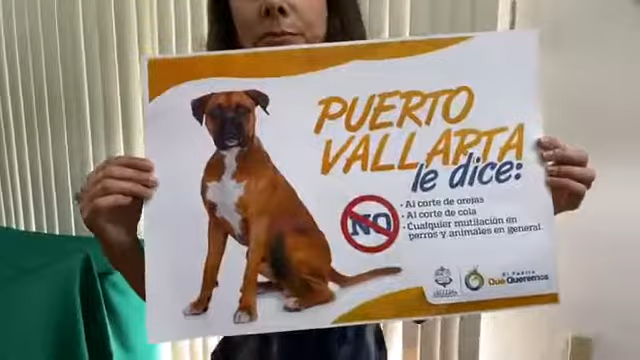 PUERTO
VALLARTA
le dice:
NO
• Al corte de orejas
• Al corte de cola
• Cualquier mutilación en
perros y animales en general.
VALLARTA
El Puerto
Que Queremos